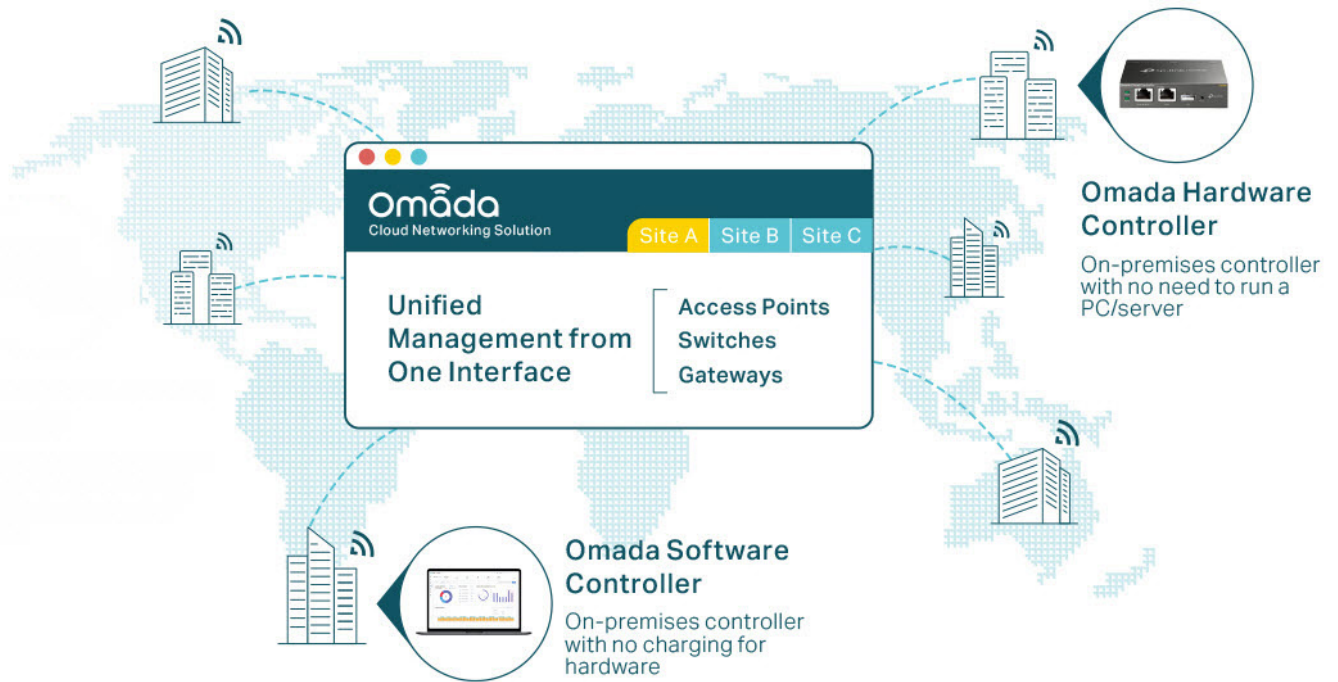 Omada
Cloud Networking Solution
Site A
Site B
Site C
Unified
Management from
One Interface
Access Points
Switches
Gateways
Omada Hardware
Controller
On-premises controller
with no need to run a
PC/server
Omada Software
Controller
On-premises controller
with no charging for
hardware